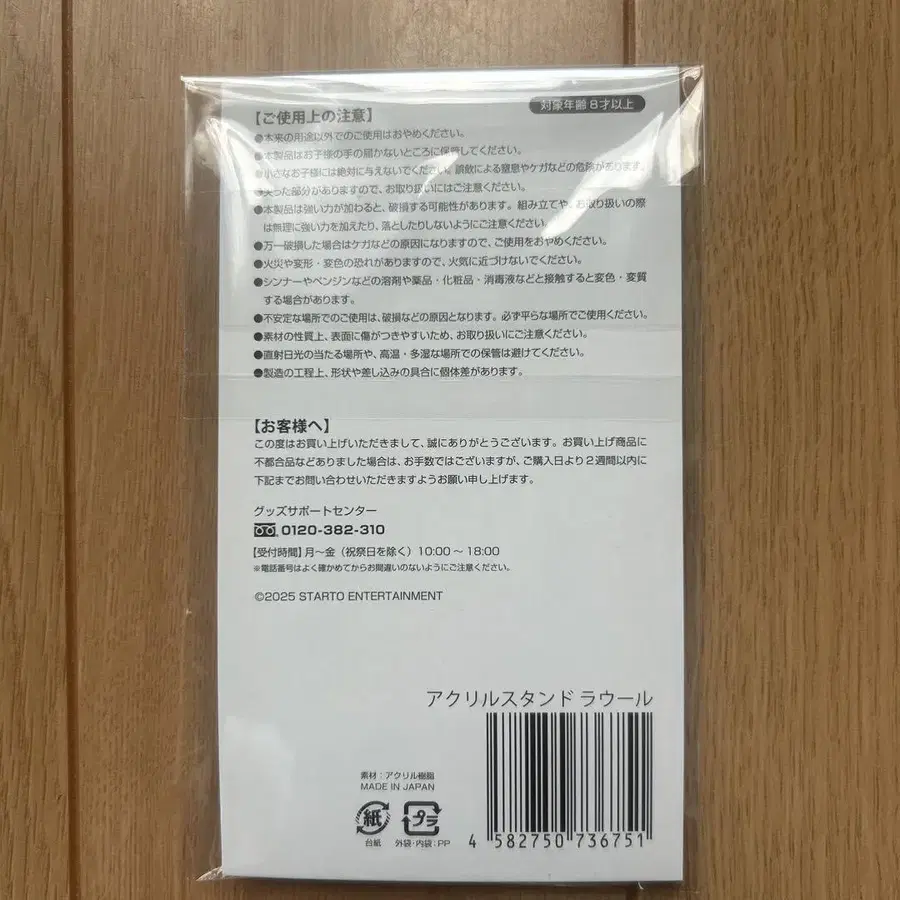 対象年齢 8才以上
【ご使用上の注意】
●本来の用途以外でのご使用はおやめください。
●本製品はお子様の手の届かないところに保管してください。
●小さなお子様には絶対に与えないでください。誤飲による窒息やケガなどの危険があります。
●尖った部分がありますので、お取り扱いにはご注意ください。
●本製品は強い力が加わると、破損する可能性があります。組み立てや、お取り扱いの際
は無理に強い力を加えたり、落としたりしないようにご注意ください。
●万一破損した場合はケガなどの原因になりますので、ご使用をおやめください。
●火災や変形・変色の恐れがありますので、火気に近づけないでください。
●シンナーやベンジンなどの溶剤や薬品・化粧品・消毒液などと接触すると変色・変質
する場合があります。
●不安定な場所でのご使用は、破損などの原因となります。必ず平らな場所でご使用ください。
●素材の性質上、表面に傷がつきやすいため、お取り扱いにご注意ください。
●直射日光の当たる場所や、高温・多湿な場所での保管は避けてください。
●製造の工程上、形状や差し込みの具合に個体差があります。
【お客様へ】
この度はお買い上げいただきまして、誠にありがとうございます。お買い上げ商品に
不都合品などありました場合は、お手数ではございますが、ご購入日より2週間以内に
下記までお問い合わせいただきますようお願い申し上げます。
グッズサポートセンター
0120-382-310
【受付時間】月〜金（祝祭日を除く）10:00〜18:00
※電話番号はよく確かめてからお間違いのないようにご注意ください。
©2025 STARTO ENTERTAINMENT
アクリルスタンド ラウール
素材：アクリル樹脂
MADE IN JAPAN
紙 プラ
台紙 外袋・内袋：PP
4 582750 736751